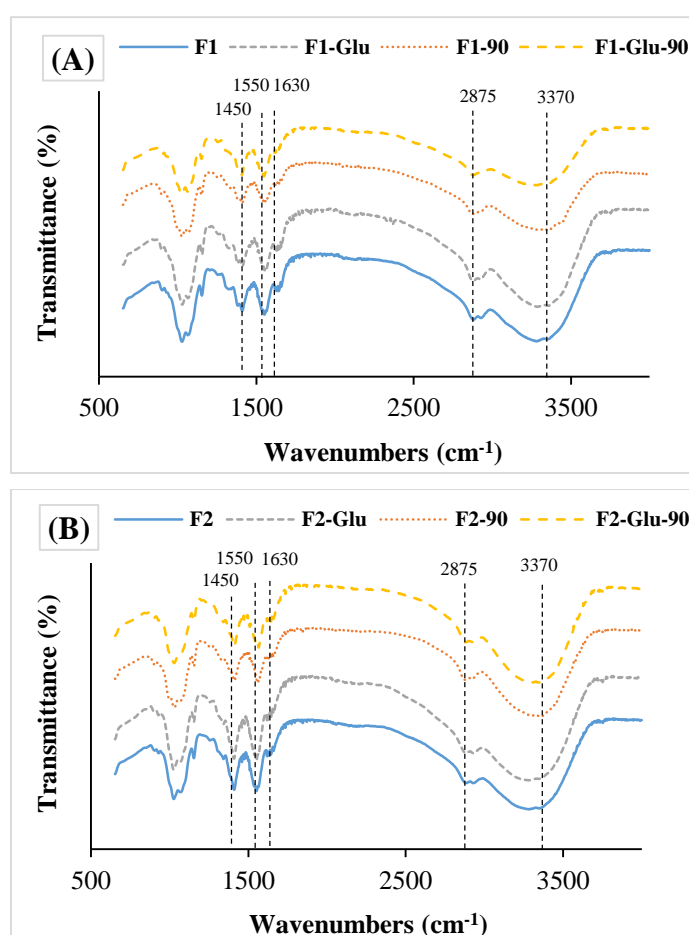 (A)
F1 F1-Glu F1-90 F1-Glu-90
1550 1630
1450
2875 3370
Transmittance (%)
500 1500 2500 3500
Wavenumbers (cm-1)
(B)
F2 F2-Glu F2-90 F2-Glu-90
1550 1630
1450
2875 3370
Transmittance (%)
500 1500 2500 3500
Wavenumbers (cm-1)